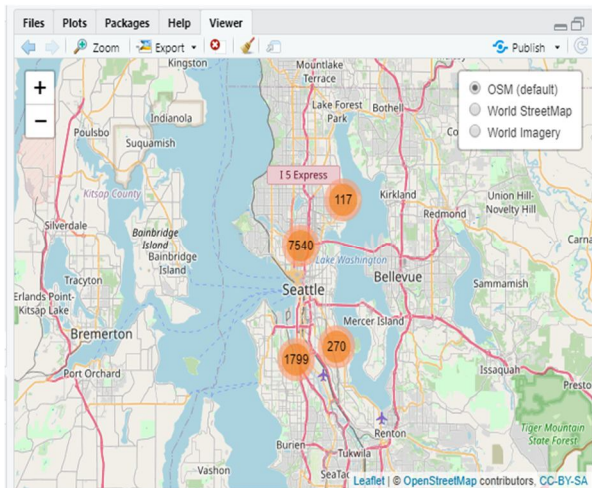 Files Plots Packages Help Viewer
Zoom Export Publish
Kingston
Mountlake
Terrace
+
−
OSM (default)
World StreetMap
World Imagery
Lake Forest
Park
Bothell
Indianola
Poulsbo
Suquamish
I 5 Express
117
Kirkland
Kitsap County
Union Hill-
Novelty Hill
Redmond
Silverdale
Bainbridge
Island
Bainbridge
Island
7540
Carna
Lake Washington
Tracyton
Seattle
Bellevue
Sammamish
Erlands Point-
Kitsap Lake
Bremerton
Mercer Island
270
1799
Port Orchard
Issaquah
Presto
Tiger Mountain
State Forest
Burien
Renton
Tukwila
Vashon
SeaTac
Leaflet | © OpenStreetMap contributors, CC-BY-SA